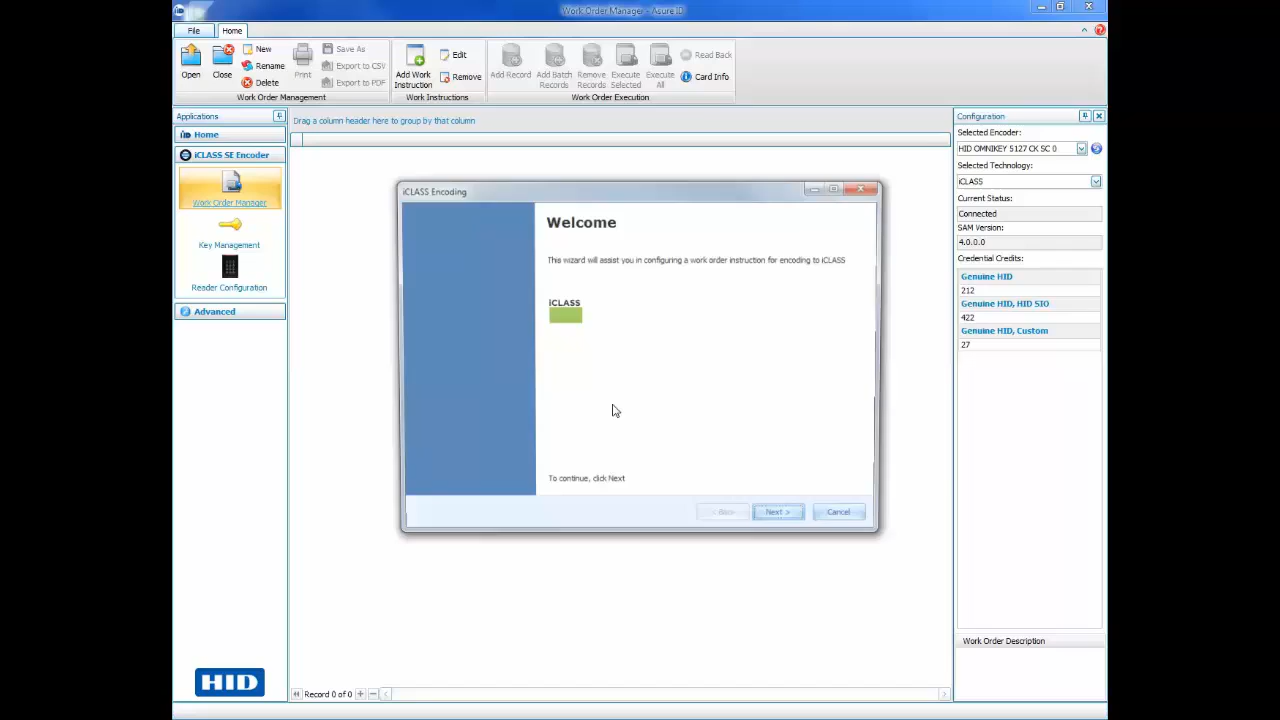 Work Order Manager - Asure ID
File
Home
Open
Close
New
Rename
Delete
Print
Save As
Export to CSV
Export to PDF
Work Order Management
Add Work
Instruction
Edit
Remove
Work Instructions
Add Record
Add Batch
Records
Remove
Records
Execute
Selected
Execute
All
Read Back
Card Info
Work Order Execution
Applications
Home
iCLASS SE Encoder
Work Order Manager
Key Management
Reader Configuration
Advanced
HID
Drag a column header here to group by that column
iCLASS Encoding
Welcome
This wizard will assist you in configuring a work order instruction for encoding to iCLASS
iCLASS
To continue, click Next
< Back
Next >
Cancel
Record 0 of 0
Configuration
Selected Encoder:
HID OMNIKEY 5127 CK SC 0
Selected Technology:
iCLASS
Current Status:
Connected
SAM Version:
4.0.0.0
Credential Credits:
Genuine HID
212
Genuine HID, HID SIO
422
Genuine HID, Custom
27
Work Order Description